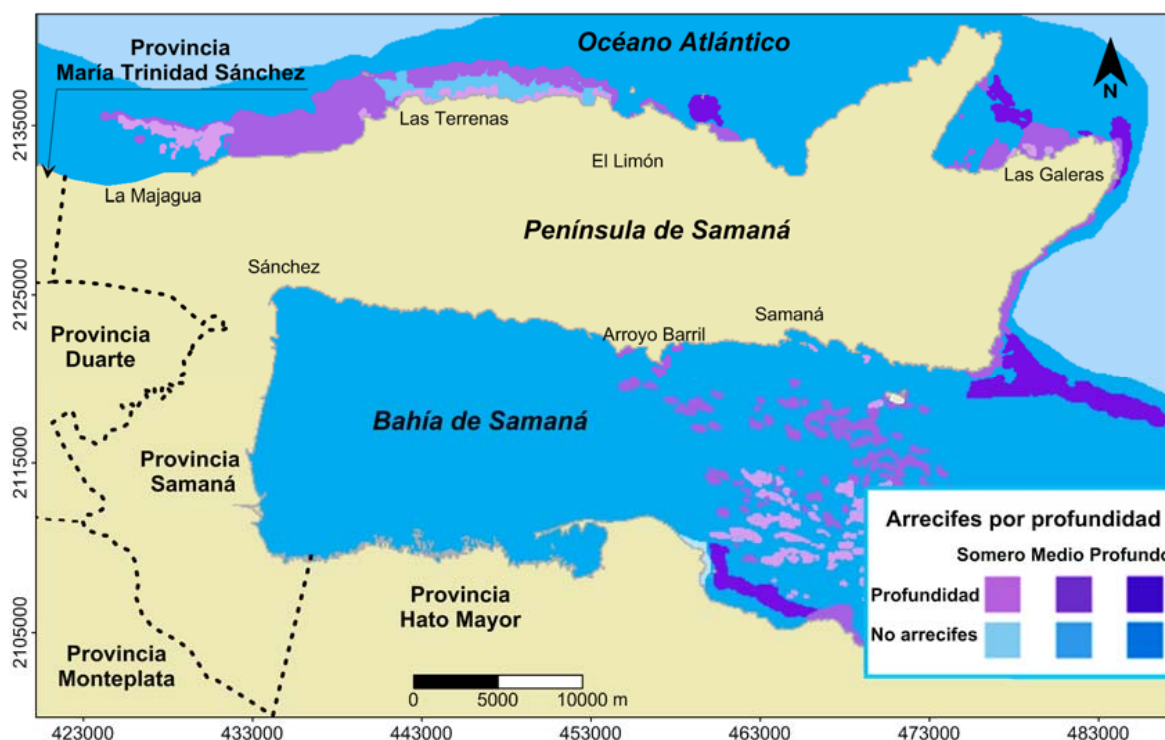 Provincia
María Trinidad Sánchez
Océano Atlántico
N
Las Terrenas
El Limón
La Majagua
Las Galeras
Península de Samaná
Sánchez
Samaná
Arroyo Barril
Provincia
Duarte
Bahía de Samaná
Provincia
Samaná
Provincia
Hato Mayor
Provincia
Monteplata
Arrecifes por profundidad
Somero Medio Profundo
Profundidad
No arrecifes
0 5000 10000 m
2135000
2125000
2115000
2105000
423000 433000 443000 453000 463000 473000 483000